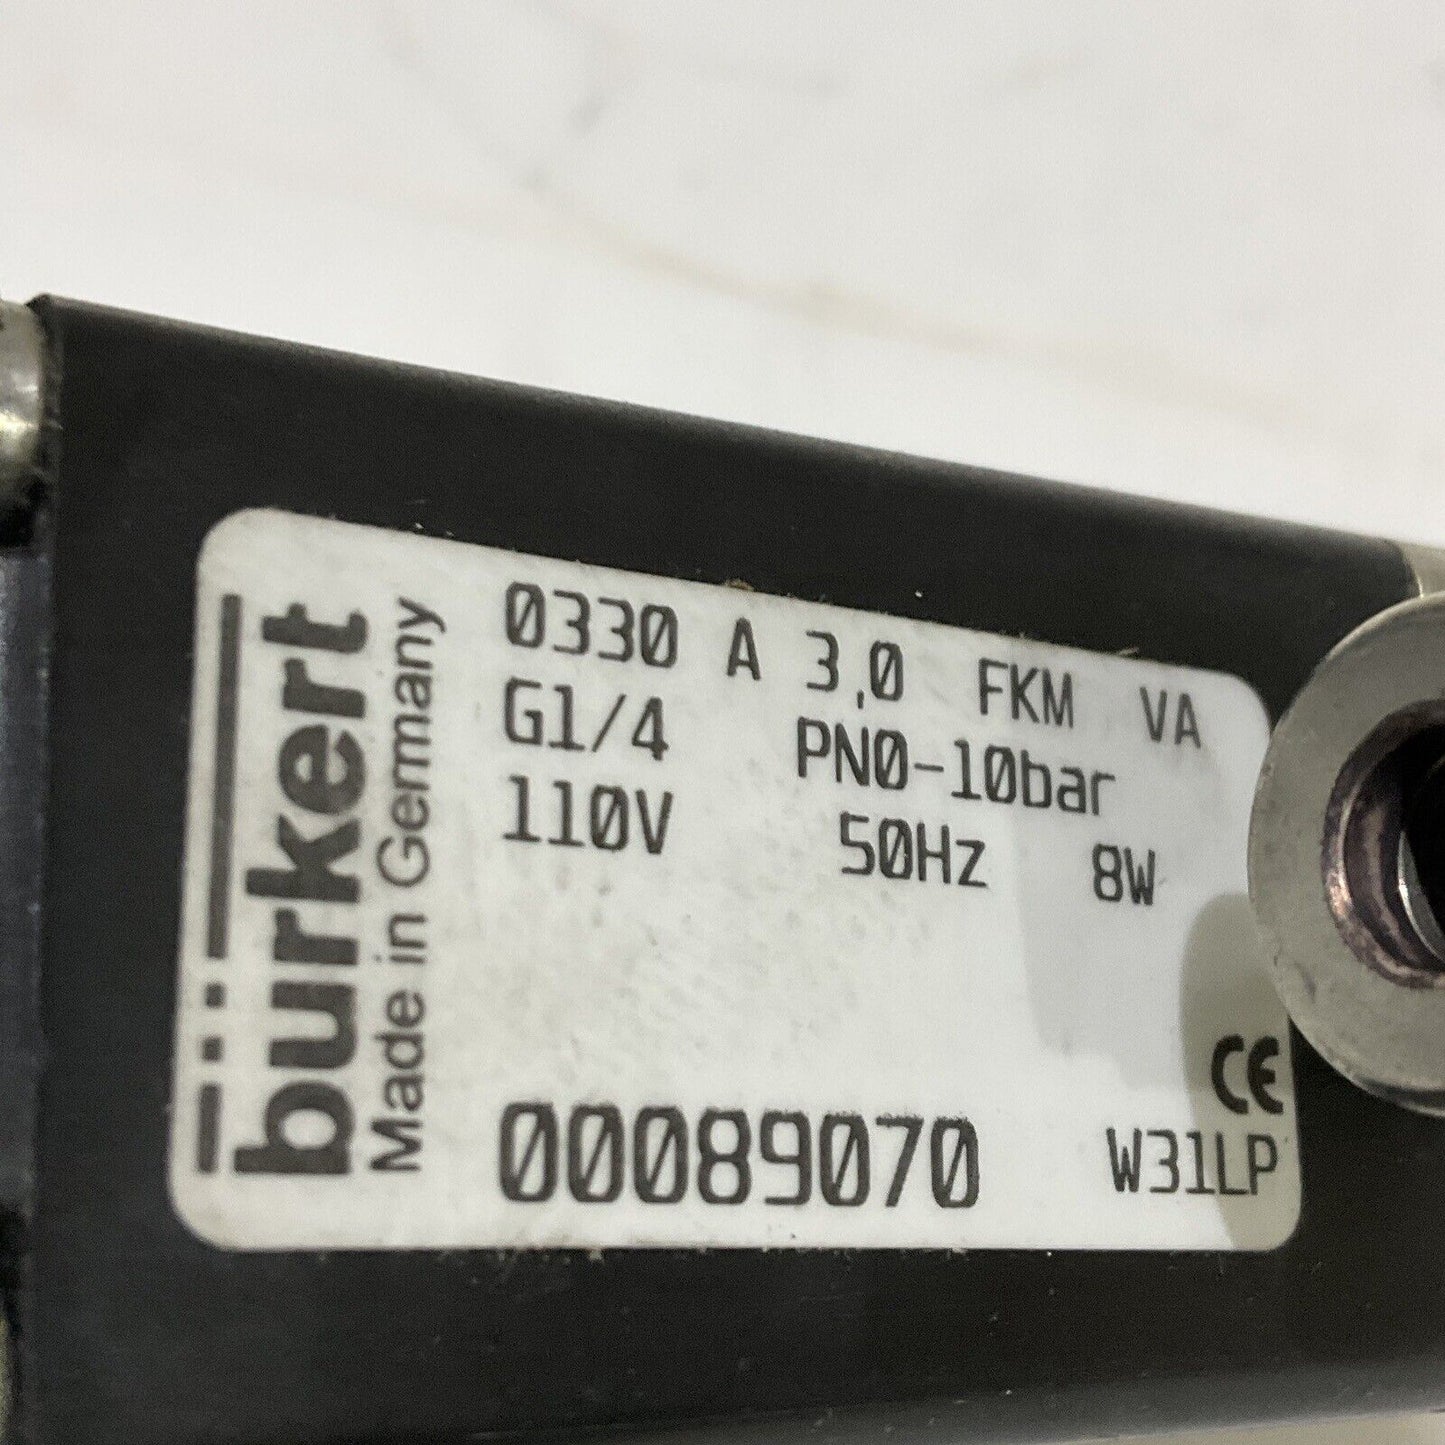 bürkert
Made in Germany
0330 A 3,0 FKM VA
G1/4 PN0-10bar
110V 50Hz 8W
00089070
CE
W31LP